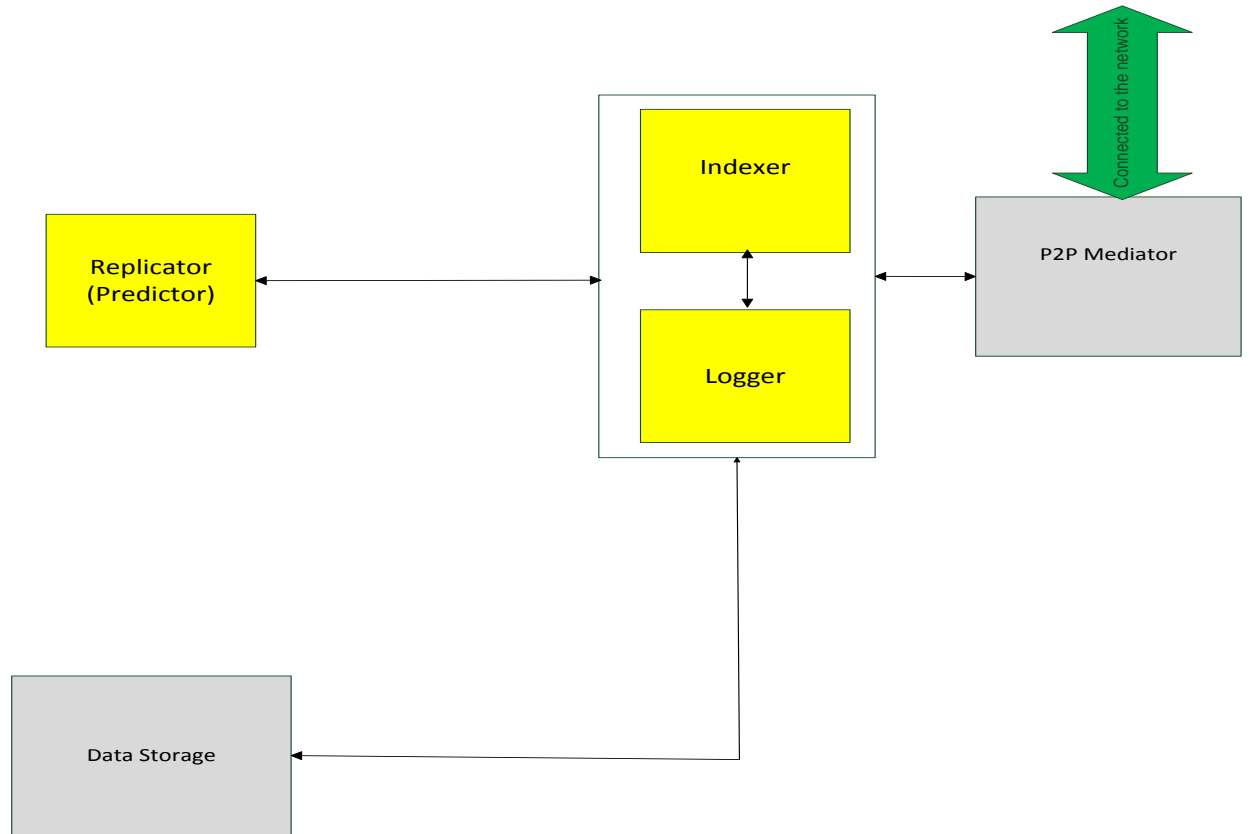 Connected to the network
Indexer
P2P Mediator
Replicator
(Predictor)
Logger
Data Storage